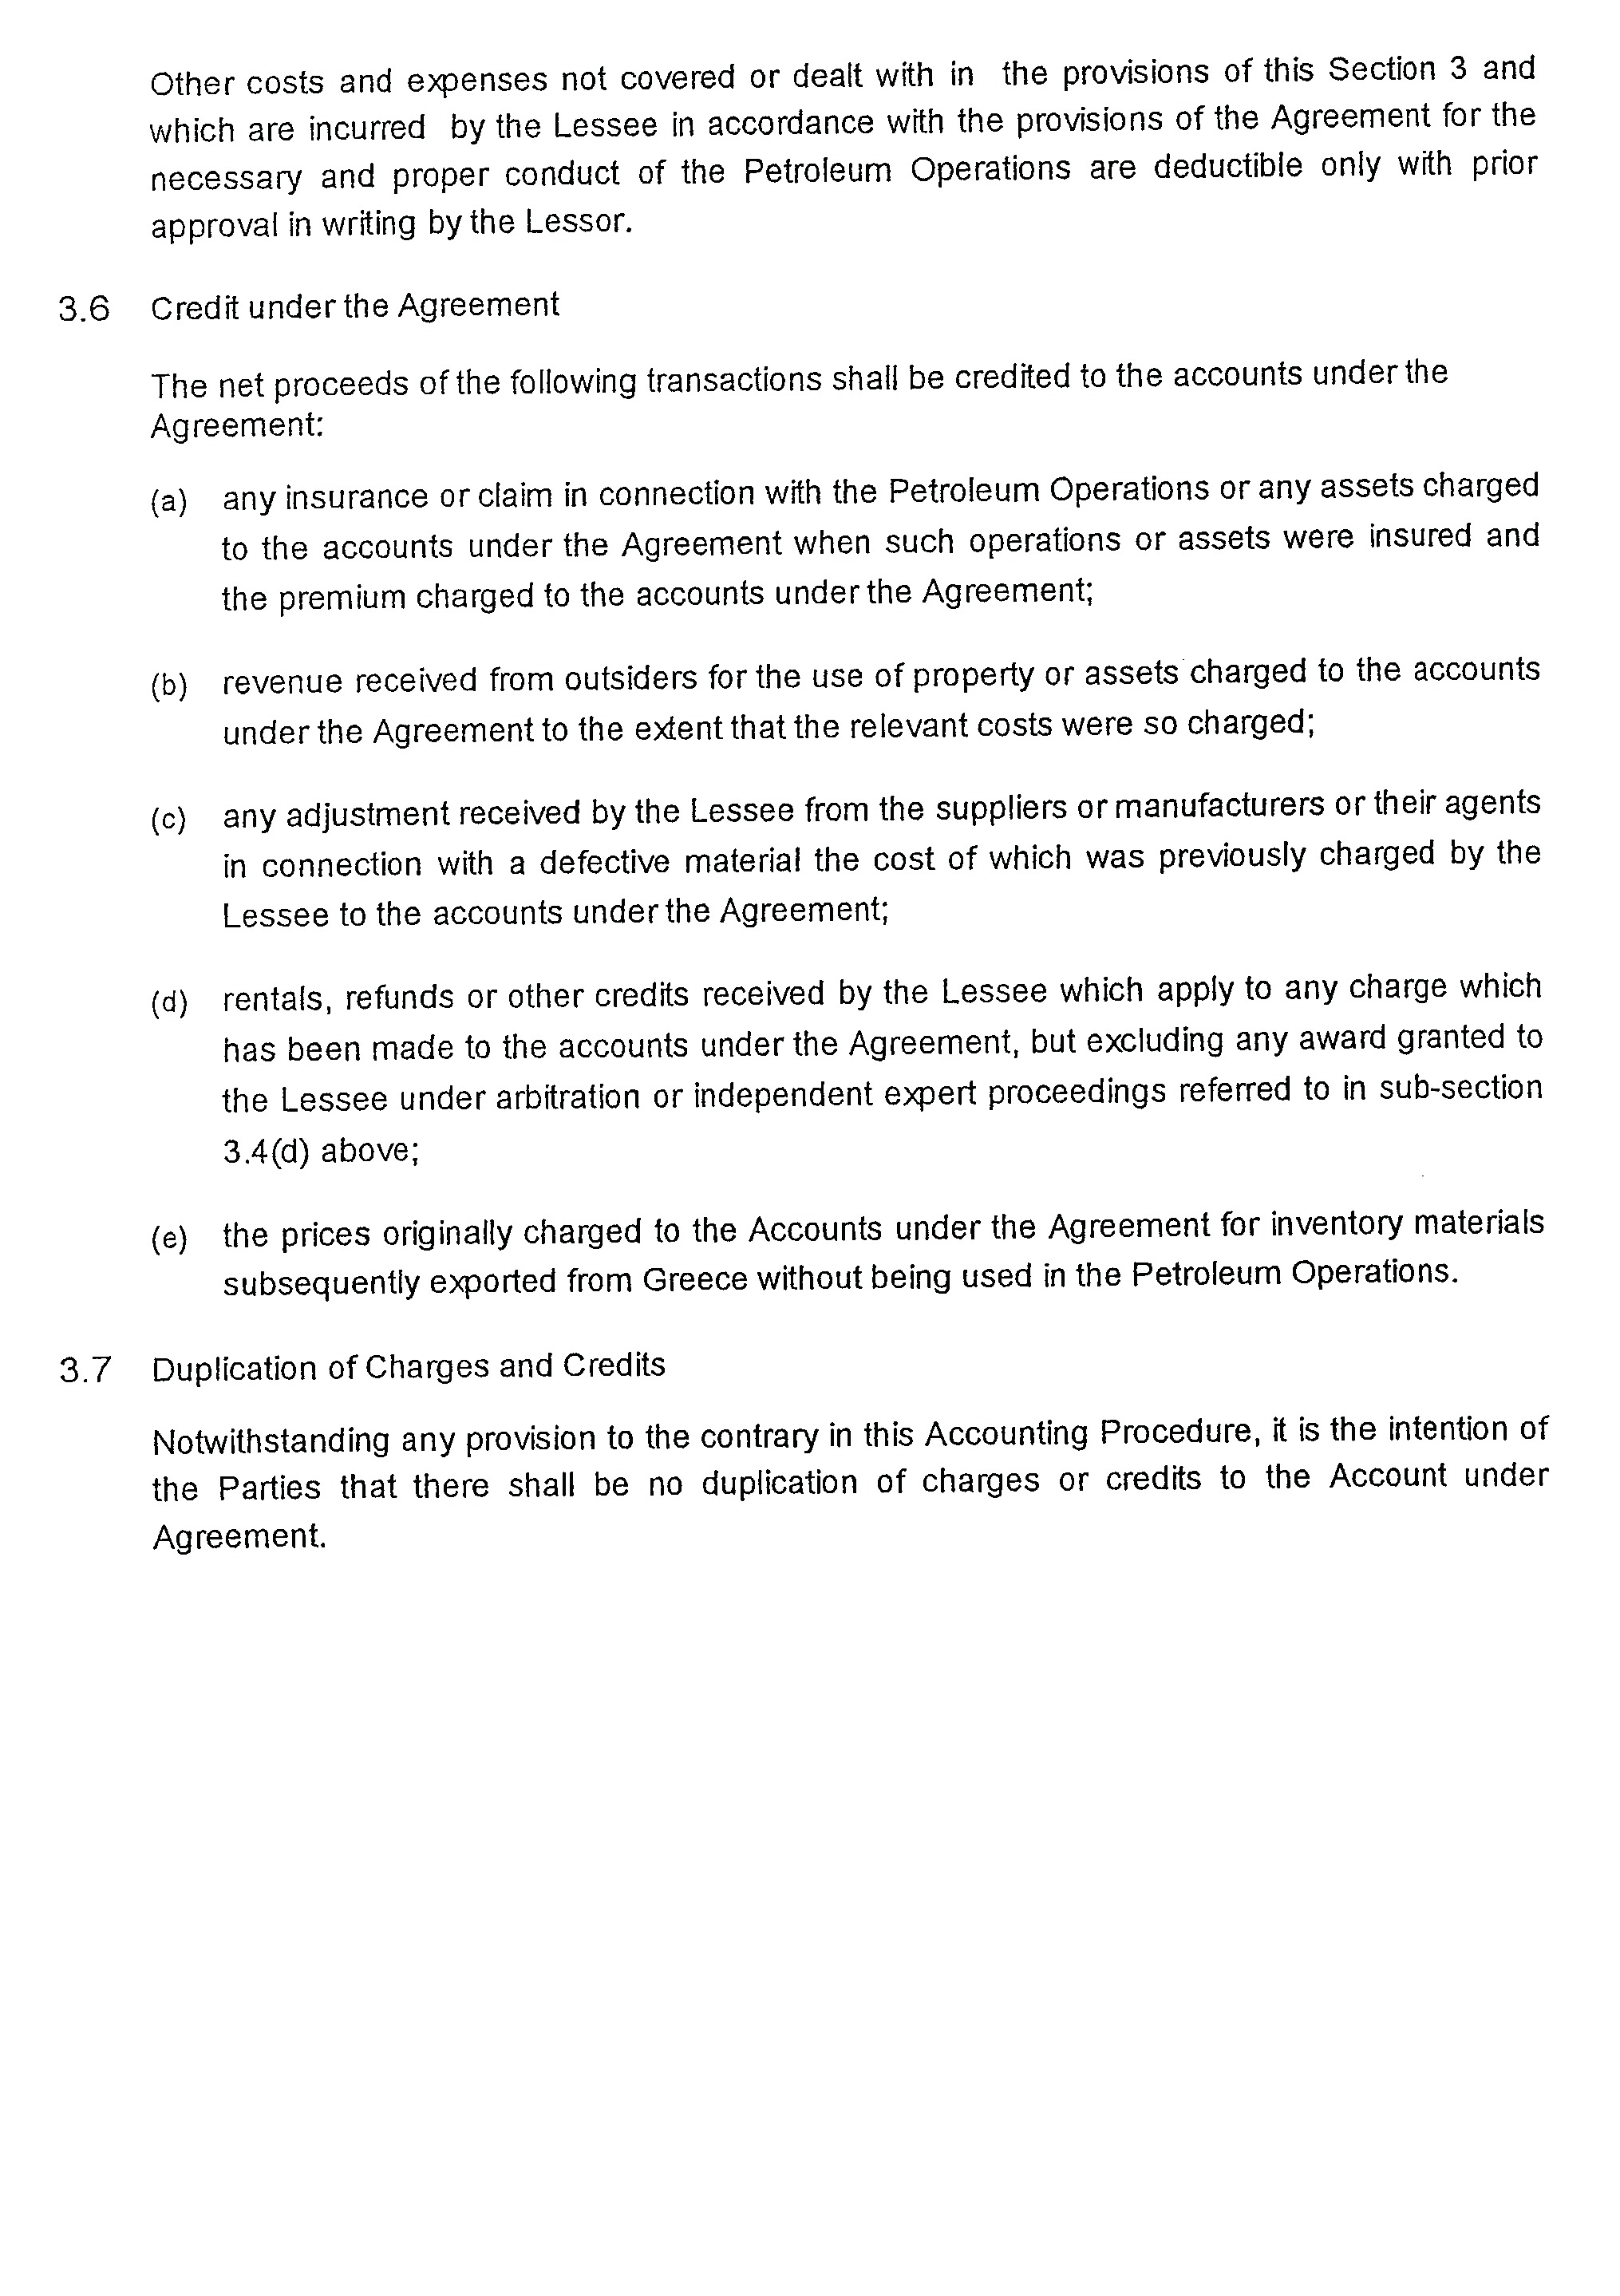 Other costs and expenses not covered or dealt with in the provisions of this Section 3 and
which are incurred by the Lessee in accordance with the provisions of the Agreement for the
necessary and proper conduct of the Petroleum Operations are deductible only with prior
approval in writing by the Lessor.
3.6 Credit under the Agreement
The net proceeds of the following transactions shall be credited to the accounts under the
Agreement:
(a) any insurance or claim in connection with the Petroleum Operations or any assets charged
to the accounts under the Agreement when such operations or assets were insured and
the premium charged to the accounts under the Agreement;
(b) revenue received from outsiders for the use of property or assets charged to the accounts
under the Agreement to the extent that the relevant costs were so charged;
(c) any adjustment received by the Lessee from the suppliers or manufacturers or their agents
in connection with a defective material the cost of which was previously charged by the
Lessee to the accounts under the Agreement;
(d) rentals, refunds or other credits received by the Lessee which apply to any charge which
has been made to the accounts under the Agreement, but excluding any award granted to
the Lessee under arbitration or independent expert proceedings referred to in sub-section
3.4(d) above;
(e) the prices originally charged to the Accounts under the Agreement for inventory materials
subsequently exported from Greece without being used in the Petroleum Operations.
3.7 Duplication of Charges and Credits
Notwithstanding any provision to the contrary in this Accounting Procedure, it is the intention of
the Parties that there shall be no duplication of charges or credits to the Account under
Agreement.